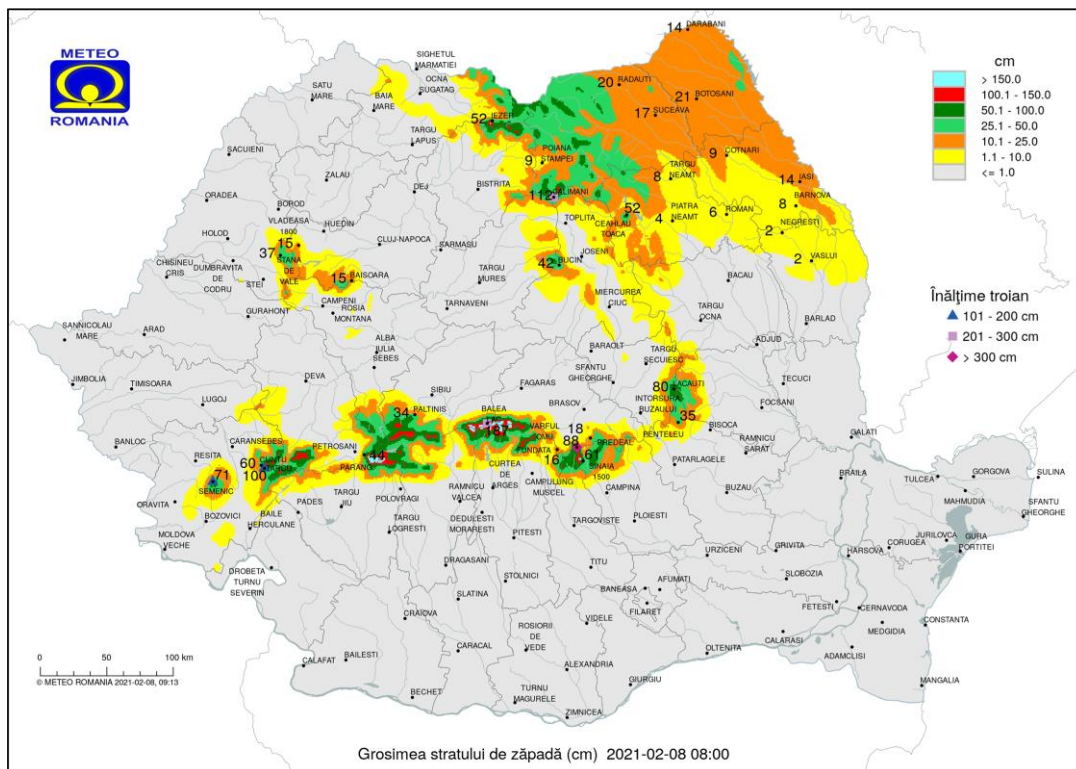 METEO
ROMANIA
cm
> 150.0
100.1 - 150.0
50.1 - 100.0
25.1 - 50.0
10.1 - 25.0
1.1 - 10.0
<= 1.0
Înălțime troian
101 - 200 cm
201 - 300 cm
> 300 cm
14 DARABANI
SIGHETUL
MARMATIEI
OCNA
SUGATAG
SATU
MARE
BAIA
MARE
20 RADAUTI
21 BOTOSANI
17 SUCEAVA
52 IEZER
TARGU
LAPUS
SACUIENI
POIANA
9 STAMPEI
9 COTNARI
TARGU
8 NEAMT
14 IASI
ZALAU
DEJ
BISTRITA
BARNOVA
8
ORADEA
BOROD
VLADEASA
1800
15
HUEDIN
112 CALIMANI
52
CEAHLAU
TOACA
PIATRA
4 NEAMT
6 ROMAN
NEGRESTI
2
TOPLITA
HOLOD
37
STANA
DE
VALE
CLUJ-NAPOCA
SARMASU
JOSENI
42 BUCIN
2 VASLUI
CHISINEU
CRIS
DUMBRAVITA
DE
CODRU
STEI
15 BAISOARA
TARGU
MURES
BACAU
CAMPENI
ROSIA
MONTANA
TARNAVENI
MIERCUREA
CIUC
TARGU
OCNA
GURAHONT
SANNICOLAU
MARE
ARAD
BARLAD
ALBA
IULIA
SEBES
BARAOLT
TARGU
SECUIESC
ADJUD
JIMBOLIA
TIMISOARA
DEVA
SFANTU
GHEORGHE
80 LACAUTI
TECUCI
LUGOJ
SIBIU
FAGARAS
INTORSURA
BUZAULUI
FOCSANI
34 PALTINIS
BALEA
LAC
BRASOV
35
PENTELEU
BISOCA
BANLOC
CARANSEBES
PETROSANI
VARFUL
OMU
18
88 PREDEAL
RAMNICU
SARAT
GALATI
RESITA
60 CUNTU
100 TARCU
PARANG 44
FUNDATA
16
61
SINAIA
1500
PATARLAGELE
71
SEMENIC
CURTEA
DE
ARGES
CAMPULUNG
MUSCEL
CAMPINA
BRAILA
TULCEA
GORGOVA
SULINA
ORAVITA
BOZOVICI
BAILE
HERCULANE
PADES
TARGU
JIU
POLOVRAGI
RAMNICU
VALCEA
BUZAU
MAHMUDIA
SFANTU
GHEORGHE
MOLDOVA
VECHE
TARGU
LOGRESTI
DEDULESTI
MORARESTI
PITESTI
TARGOVISTE
PLOIESTI
JURILOVCA
GURA
PORTITEI
DROBETA
TURNU
SEVERIN
DRAGASANI
TITU
URZICENI
GRIVITA
HARSOVA
CORUGEA
STOLNICI
BANEASA
AFUMATI
SLOBOZIA
SLATINA
FILARET
FETESTI
CERNAVODA
CRAIOVA
VIDELE
MEDGIDIA
CONSTANTA
ROSIORII
DE
VEDE
CALARASI
CALAFAT
BAILESTI
CARACAL
OLTENITA
ADAMCLISI
ALEXANDRIA
BECHET
TURNU
MAGURELE
GIURGIU
MANGALIA
ZIMNICEA
0 50 100 km
© METEO ROMANIA 2021-02-08, 09:13
Grosimea stratului de zăpadă (cm) 2021-02-08 08:00